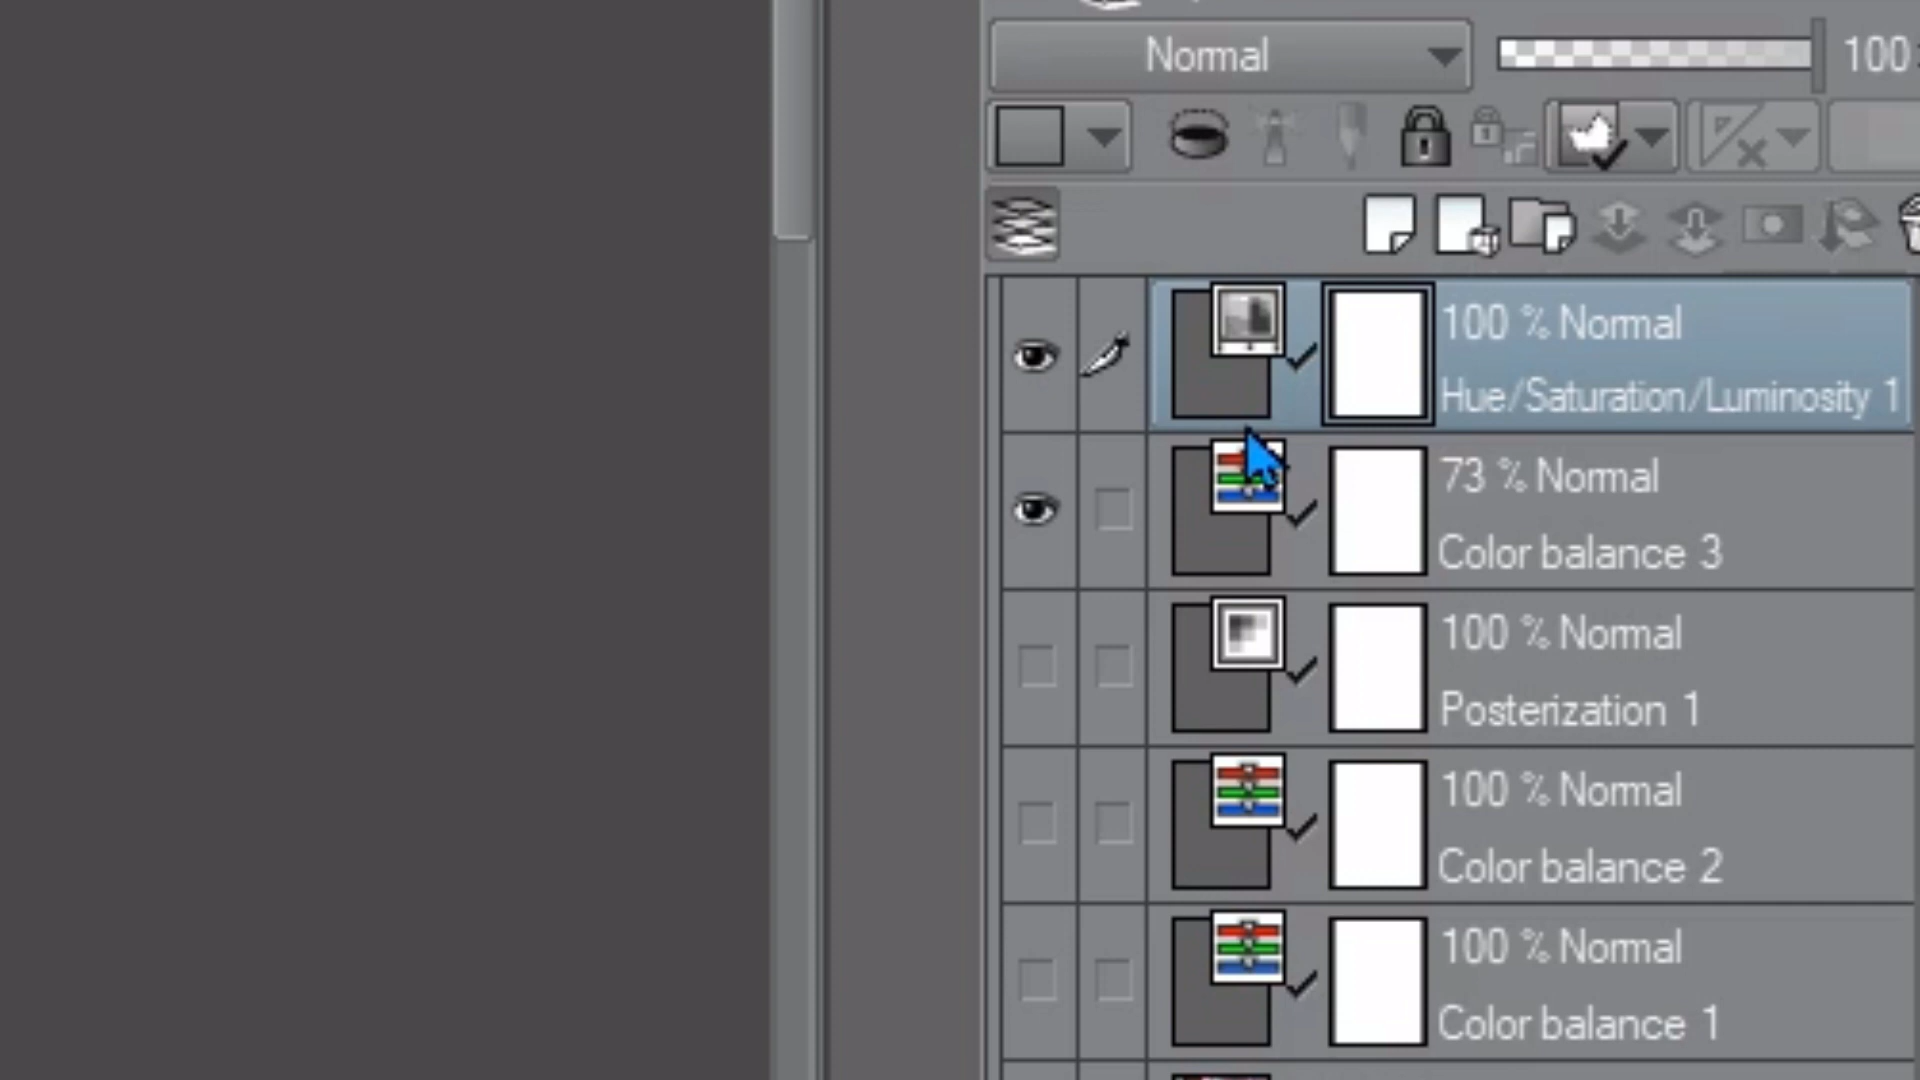 Normal
100
100 % Normal
Hue/Saturation/Luminosity 1
73 % Normal
Color balance 3
100 % Normal
Posterization 1
100 % Normal
Color balance 2
100 % Normal
Color balance 1